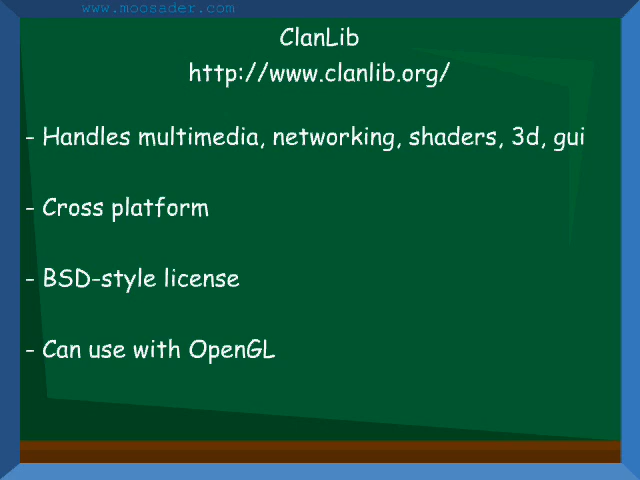 www.moosader.com
ClanLib
http://www.clanlib.org/
- Handles multimedia, networking, shaders, 3d, gui
- Cross platform
- BSD-style license
- Can use with OpenGL